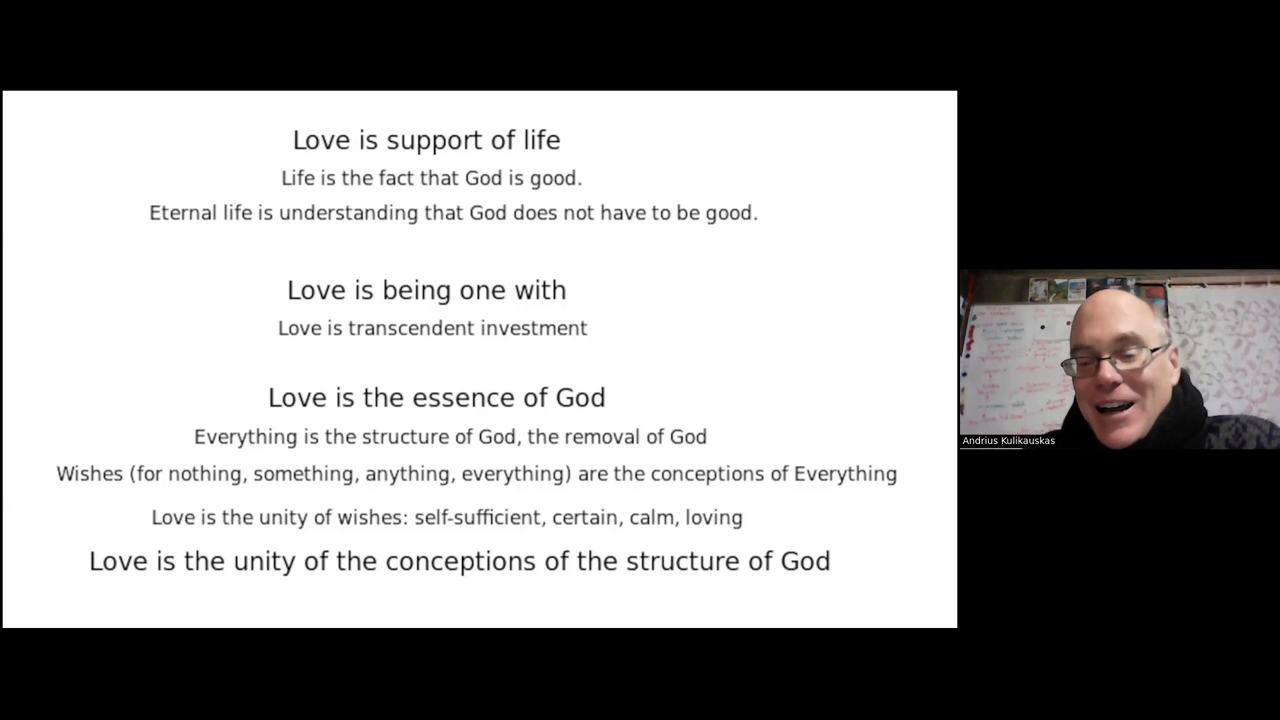 Love is support of life
Life is the fact that God is good.
Eternal life is understanding that God does not have to be good.
Love is being one with
Love is transcendent investment
Love is the essence of God
Everything is the structure of God, the removal of God
Wishes (for nothing, something, anything, everything) are the conceptions of Everything
Love is the unity of wishes: self-sufficient, certain, calm, loving
Love is the unity of the conceptions of the structure of God
Andrius Kulikauskas